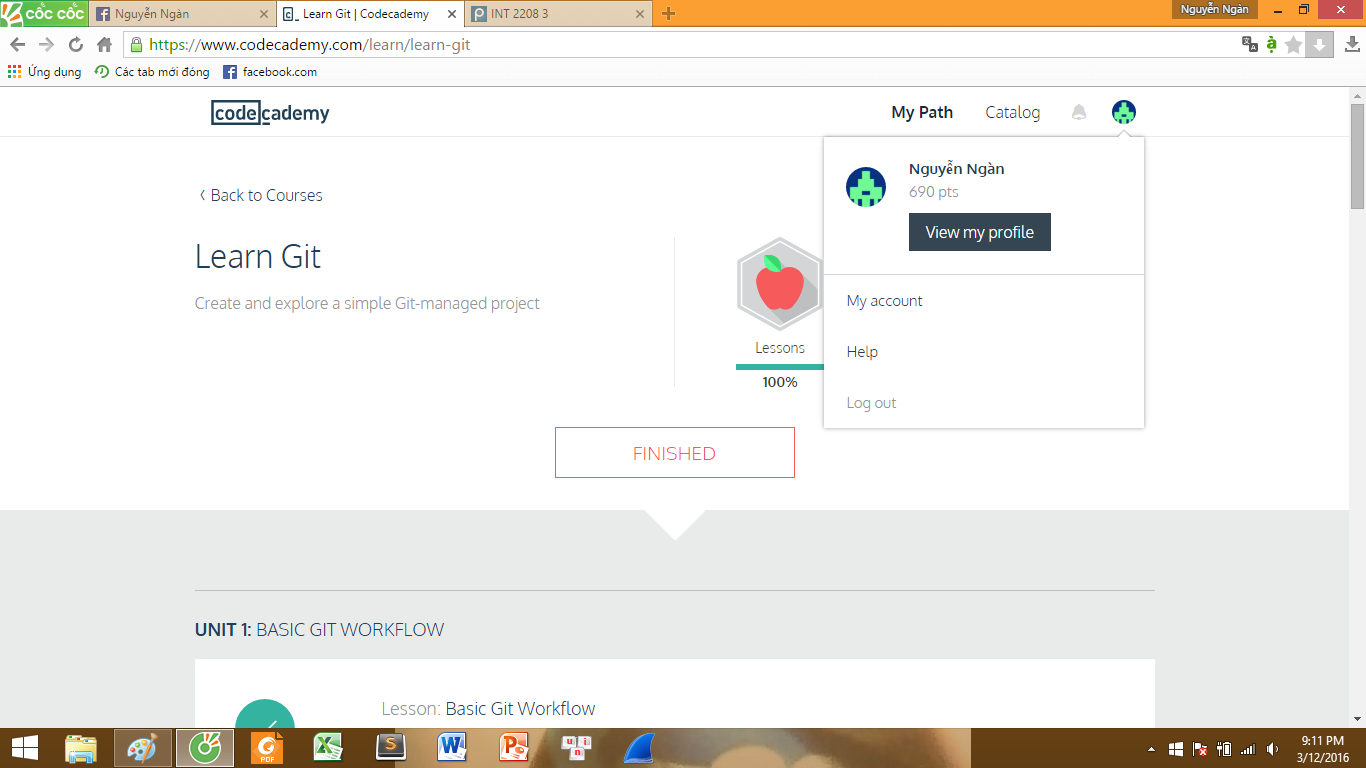 cốc cốc
Nguyễn Ngàn
Learn Git | Codecademy
INT 2208 3
Nguyễn Ngàn
https://www.codecademy.com/learn/learn-git
Ứng dụng
Các tab mới đóng
facebook.com
codecademy
My Path
Catalog
Nguyễn Ngàn
690 pts
View my profile
My account
Help
Log out
Back to Courses
Learn Git
Create and explore a simple Git-managed project
Lessons
100%
FINISHED
UNIT 1: BASIC GIT WORKFLOW
Lesson: Basic Git Workflow
PDF
9:11 PM
3/12/2016